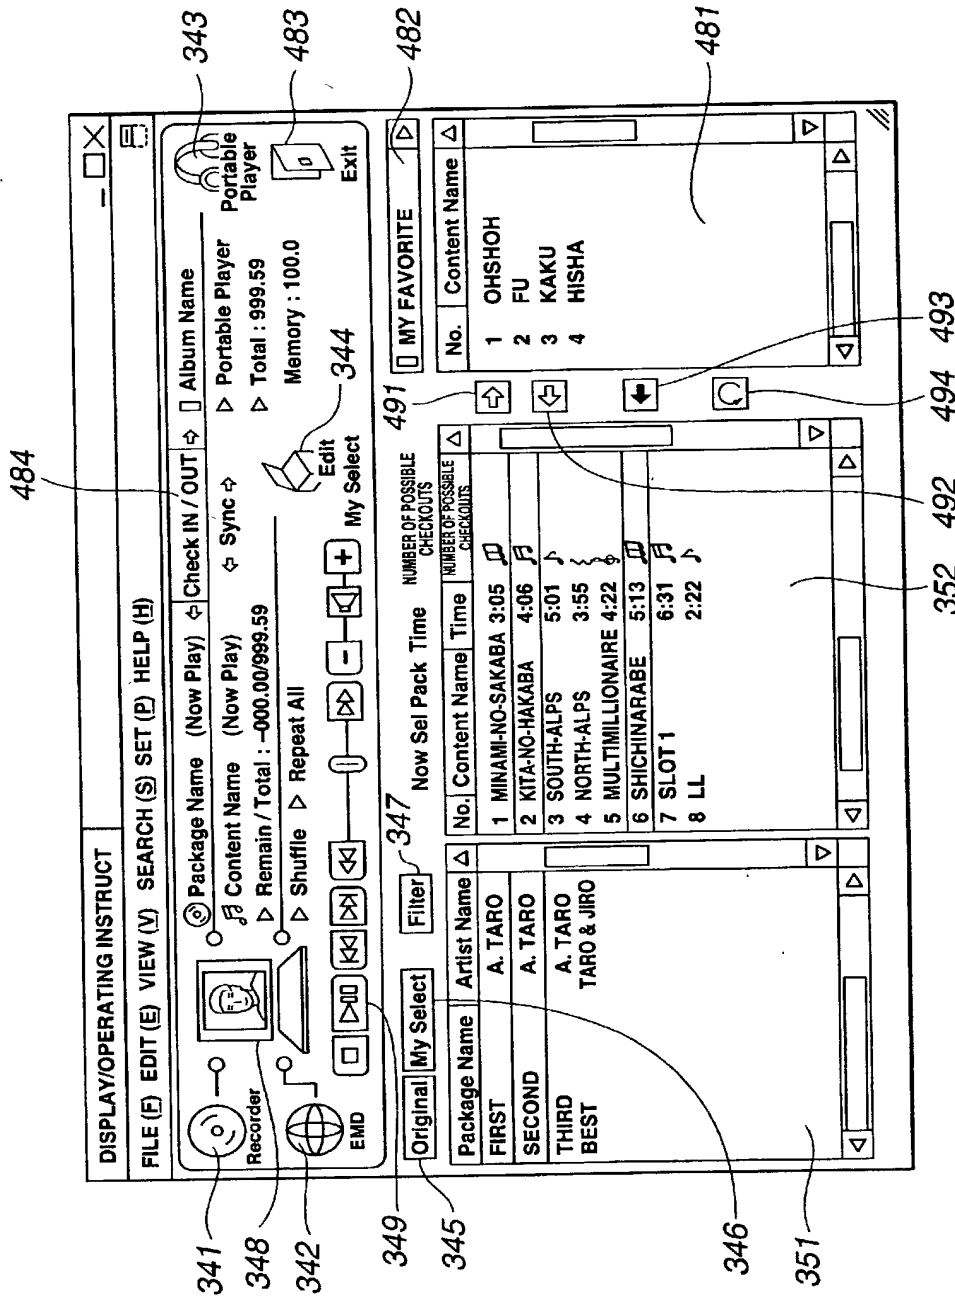 484
DISPLAY/OPERATING INSTRUCT
FILE (F) EDIT (E) VIEW (V) SEARCH (S) SET (P) HELP (H)
341
348
342
349
345
346
351
Recorder
EMD
Package Name (Now Play) Check IN / OUT Album Name
Content Name (Now Play) Sync Portable Player
Remain / Total : -000.00/999.59 Total : 999.59
Memory : 100.0
Shuffle Repeat All
Edit
My Select
344
Portable
Player
343
Exit
483
Original My Select Filter
347
Now Sel Pack Time NUMBER OF POSSIBLE
CHECKOUTS
491
MY FAVORITE
482
Package Name Artist Name
FIRST A. TARO
SECOND A. TARO
THIRD A. TARO
BEST TARO & JIRO
No. Content Name Time NUMBER OF POSSIBLE
CHECKOUTS
1 MINAMI-NO-SAKABA 3:05
2 KITA-NO-HAKABA 4:06
3 SOUTH-ALPS 5:01
4 NORTH-ALPS 3:55
5 MULTIMILLIONAIRE 4:22
6 SHICHINARABE 5:13
7 SLOT 1 6:31
8 LL 2:22
No. Content Name
1 OHSHOH
2 FU
3 KAKU
4 HISHA
352
492
494
493
481